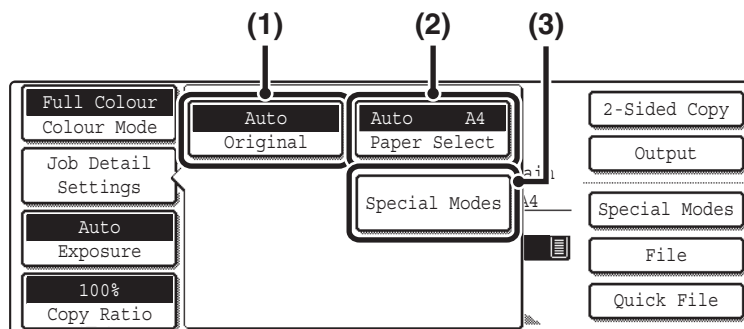 (1)
(2)
(3)
Full Colour
Colour Mode
Job Detail
Settings
Auto
Exposure
100%
Copy Ratio
Auto
Original
Auto A4
Paper Select
Special Modes
A4
2-Sided Copy
Output
Special Modes
File
Quick File